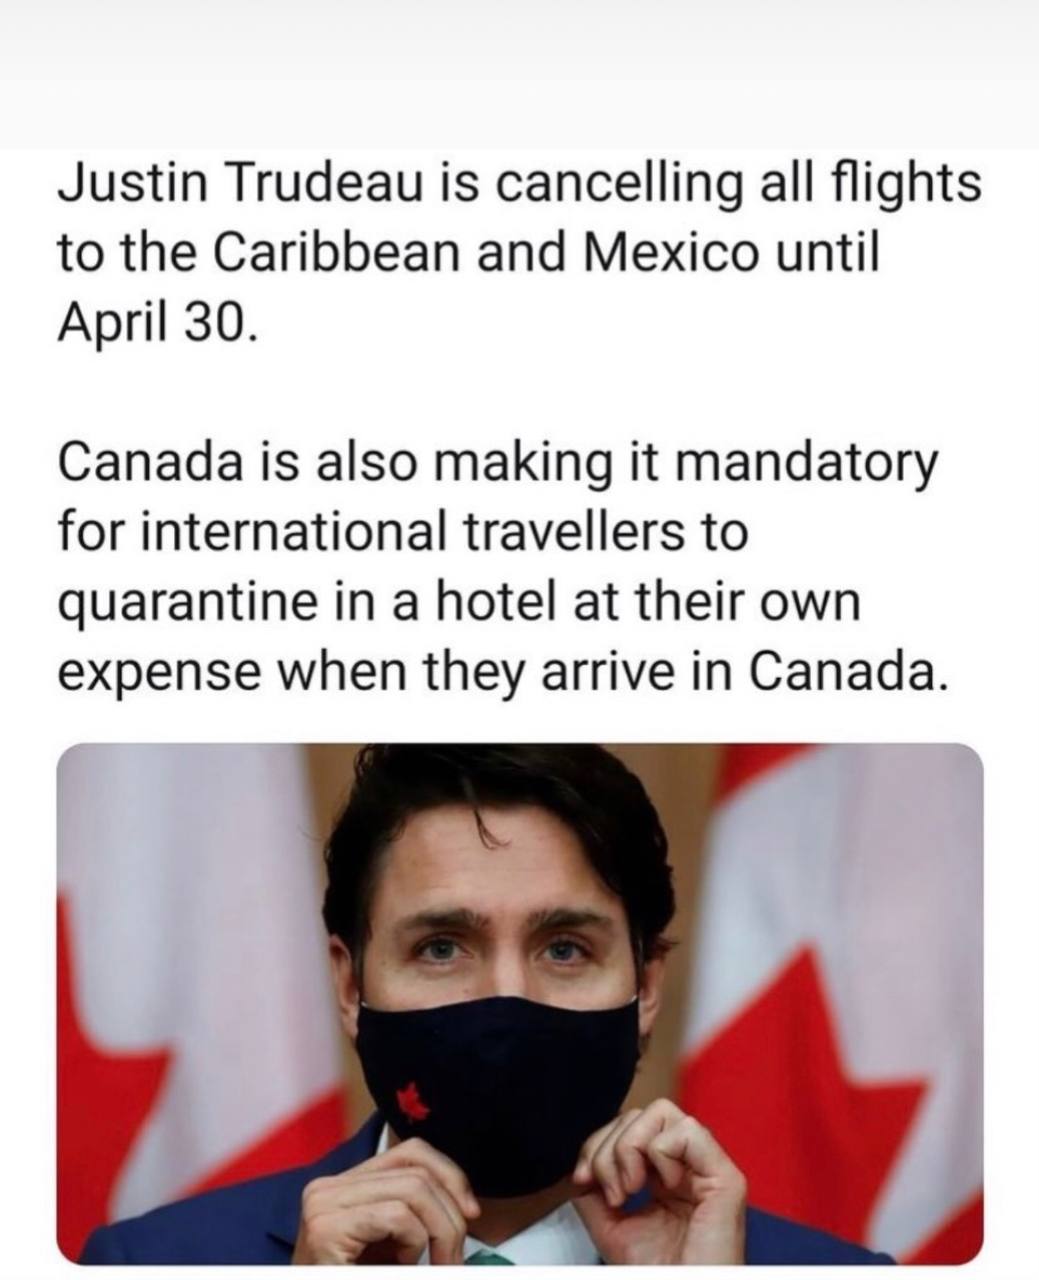 Justin Trudeau is cancelling all flights
to the Caribbean and Mexico until
April 30.
Canada is also making it mandatory
for international travellers to
quarantine in a hotel at their own
expense when they arrive in Canada.